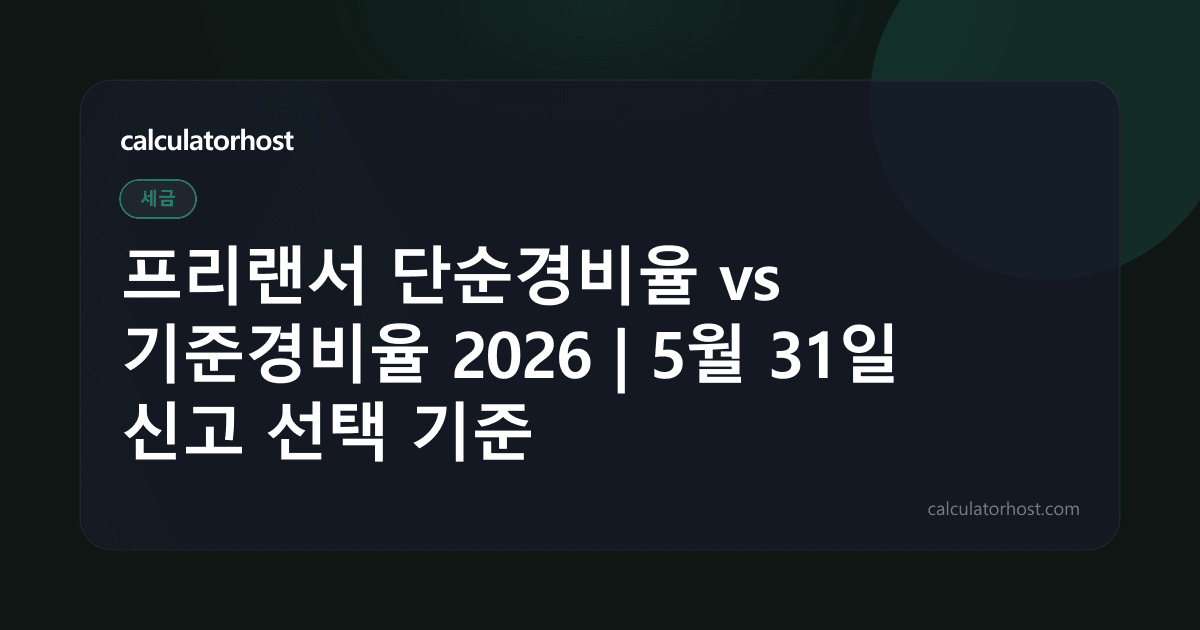 calculatorhost
세금
프리랜서 단순경비율 vs
기준경비율 2026 | 5월 31일
신고 선택 기준
calculatorhost.com